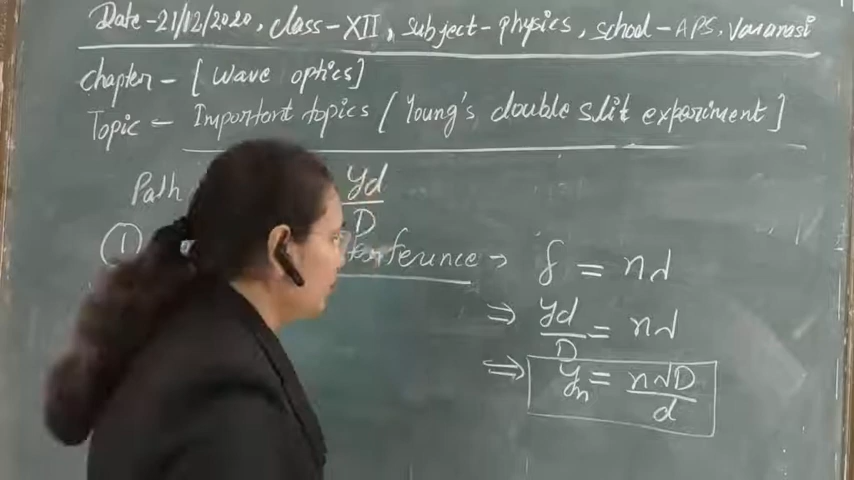 Date-21/12/2020, class-XII, subject-physics, school-APS, Varanasi
chapter - [wave optics]
Topic - Important topics [Young's double slit experiment]
Path yd/D
① terference → δ = nλ
⇒ yd/D = nλ
⇒ yₙ = nλD/d